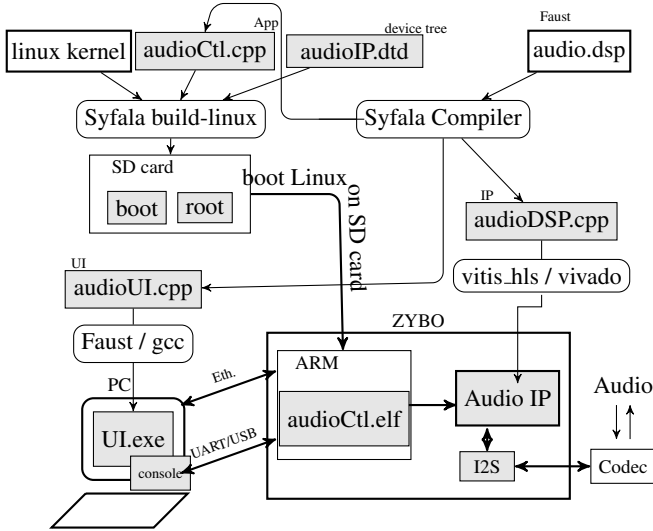 App
device tree
Faust
linux kernel
audioCtl.cpp
audioIP.dtd
audio.dsp
Syfala build-linux
Syfala Compiler
SD card
boot
root
boot Linux
on SD card
IP
audioDSP.cpp
UI
audioUI.cpp
vitis_hls / vivado
Faust / gcc
ZYBO
PC
Eth.
ARM
audioCtl.elf
Audio IP
Audio
UI.exe
console
UART/USB
I2S
Codec